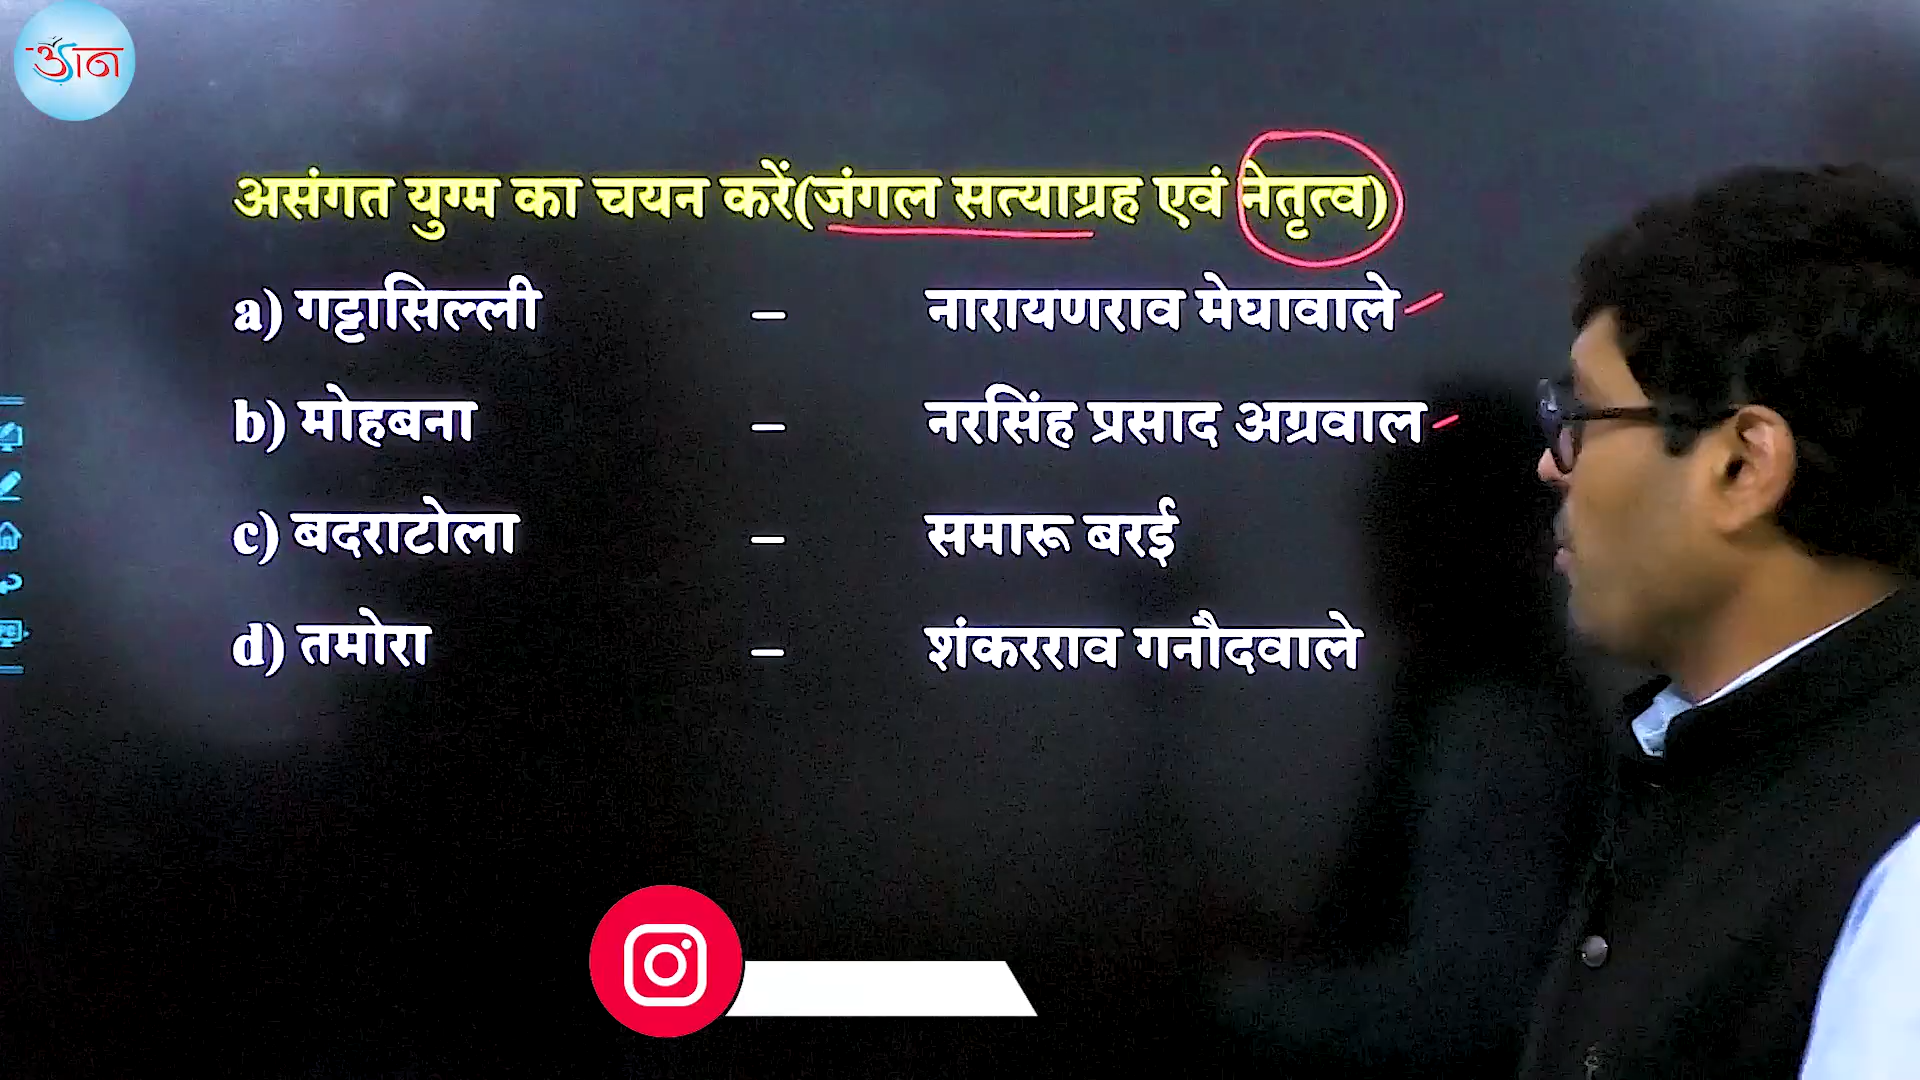 उड़ान
असंगत युग्म का चयन करें(जंगल सत्याग्रह एवं नेतृत्व)
a) गट्टासिल्ली – नारायणराव मेघावाले
b) मोहबना – नरसिंह प्रसाद अग्रवाल
c) बदराटोला – समारू बरई
d) तमोरा – शंकरराव गनौदवाले